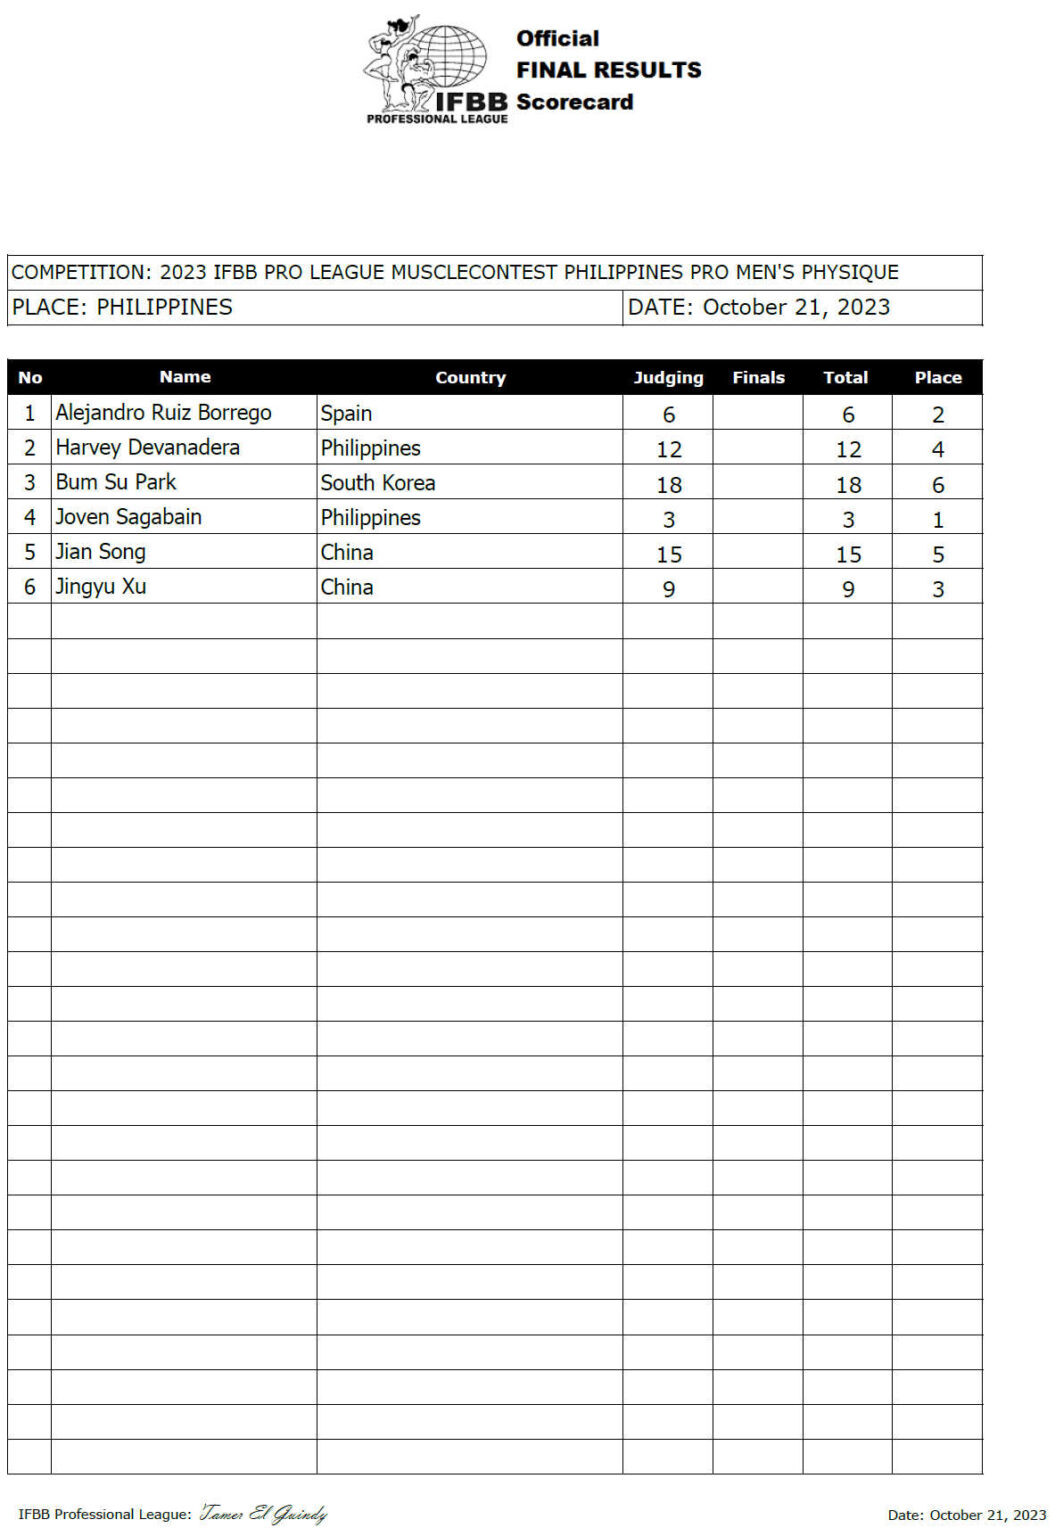 Official
FINAL RESULTS
Scorecard
IFBB
PROFESSIONAL LEAGUE
COMPETITION: 2023 IFBB PRO LEAGUE MUSCLECONTEST PHILIPPINES PRO MEN'S PHYSIQUE
PLACE: PHILIPPINES DATE: October 21, 2023
No Name Country Judging Finals Total Place
1 Alejandro Ruiz Borrego Spain 6 6 2
2 Harvey Devanadera Philippines 12 12 4
3 Bum Su Park South Korea 18 18 6
4 Joven Sagabain Philippines 3 3 1
5 Jian Song China 15 15 5
6 Jingyu Xu China 9 9 3
IFBB Professional League: Tamer El Guindy Date: October 21, 2023